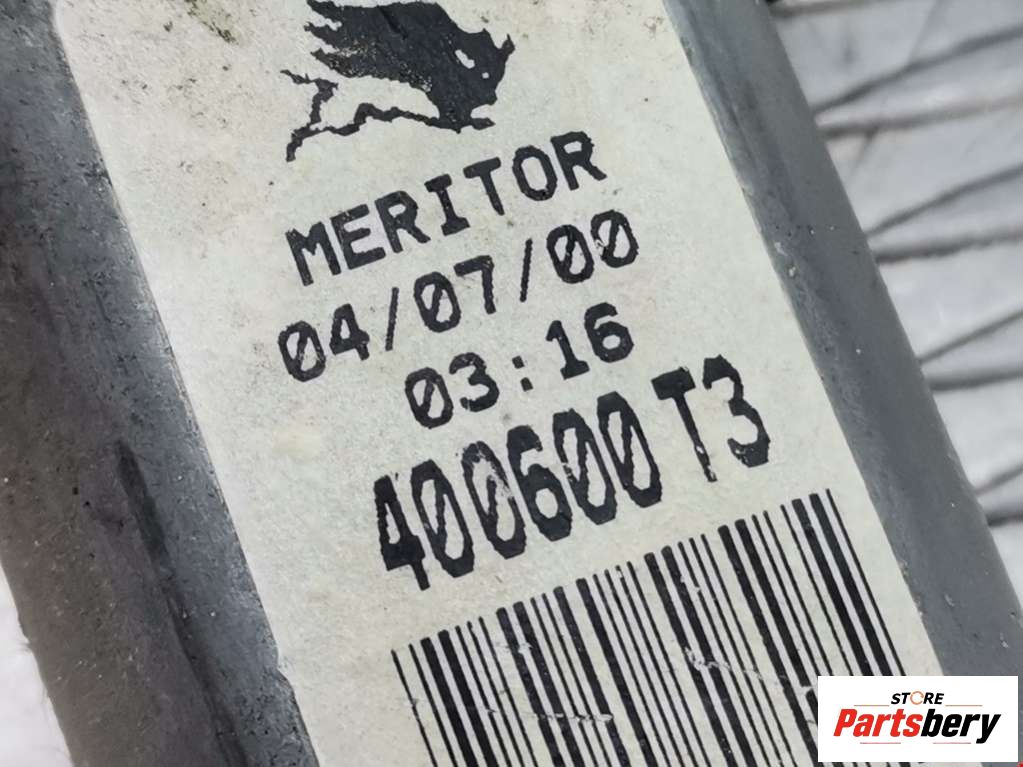 MERITOR
04/07/00
03:16
400600 T3
STORE
Partsbery